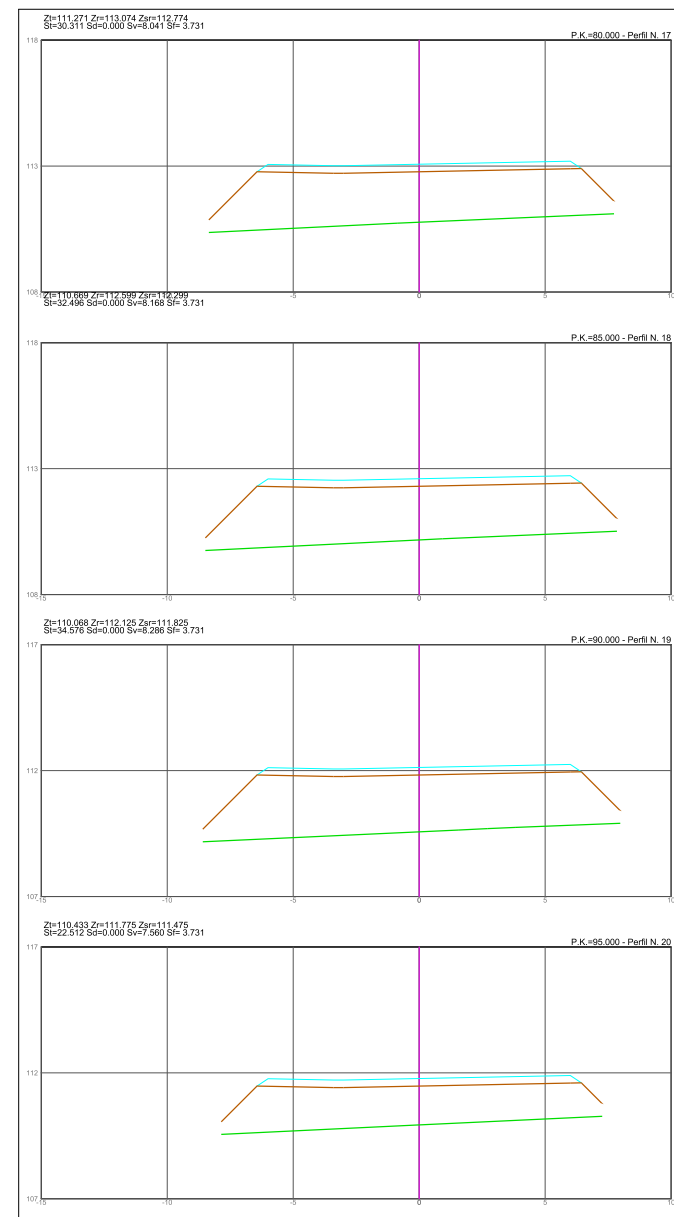 Zt=111.271 Zr=113.074 Zsr=112.774
St=30.311 Sd=0.000 Sv=8.041 Sf= 3.731
P.K.=80.000 - Perfil N. 17
118
113
108
-15 -10 -5 0 5 10
Zt=110.669 Zr=112.599 Zsr=112.299
St=32.496 Sd=0.000 Sv=8.168 Sf= 3.731
P.K.=85.000 - Perfil N. 18
118
113
108
-15 -10 -5 0 5 10
Zt=110.068 Zr=112.125 Zsr=111.825
St=34.576 Sd=0.000 Sv=8.286 Sf= 3.731
P.K.=90.000 - Perfil N. 19
117
112
107
-15 -10 -5 0 5 10
Zt=110.433 Zr=111.775 Zsr=111.475
St=22.512 Sd=0.000 Sv=7.560 Sf= 3.731
P.K.=95.000 - Perfil N. 20
117
112
107
-15 -10 -5 0 5 10